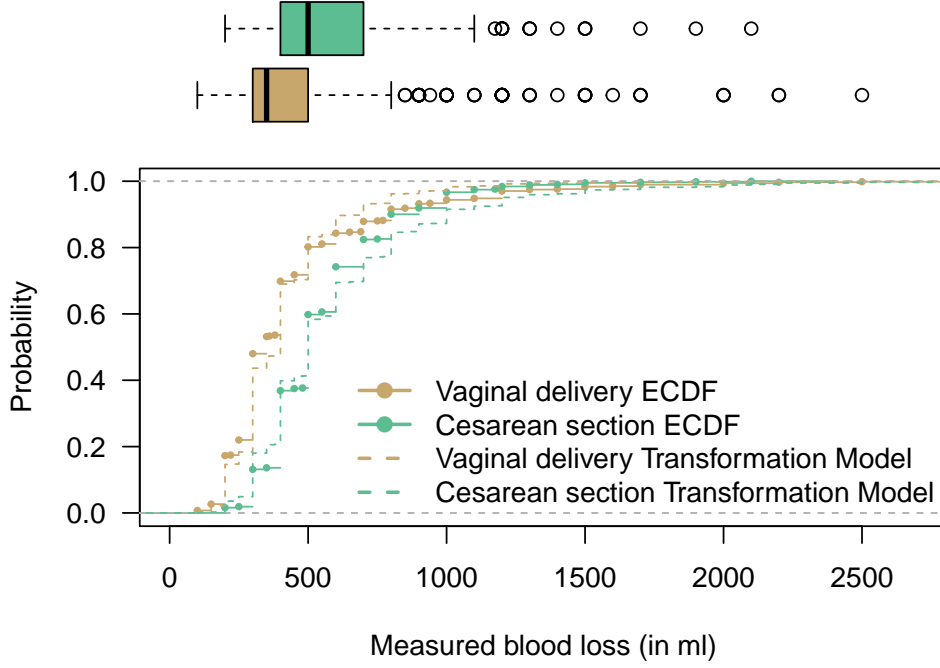 1.0
0.8
0.6
0.4
0.2
0.0
Probability
Vaginal delivery ECDF
Cesarean section ECDF
Vaginal delivery Transformation Model
Cesarean section Transformation Model
0 500 1000 1500 2000 2500
Measured blood loss (in ml)